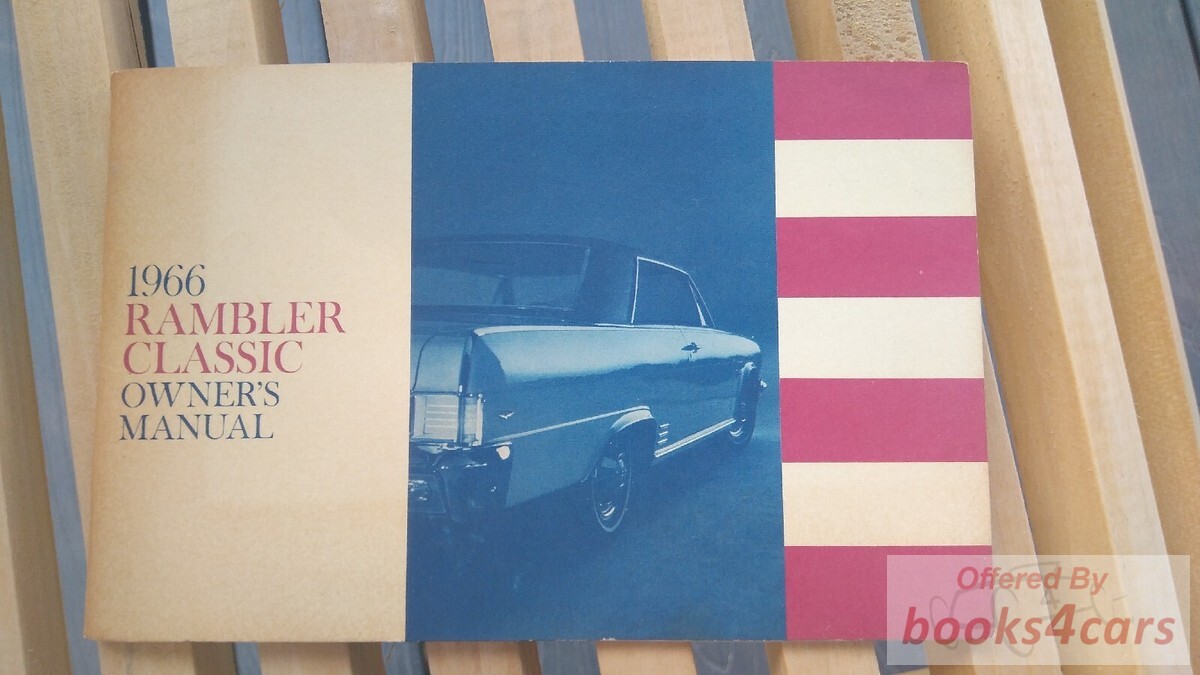 1966
RAMBLER
CLASSIC
OWNER'S
MANUAL
Offered By
books4cars